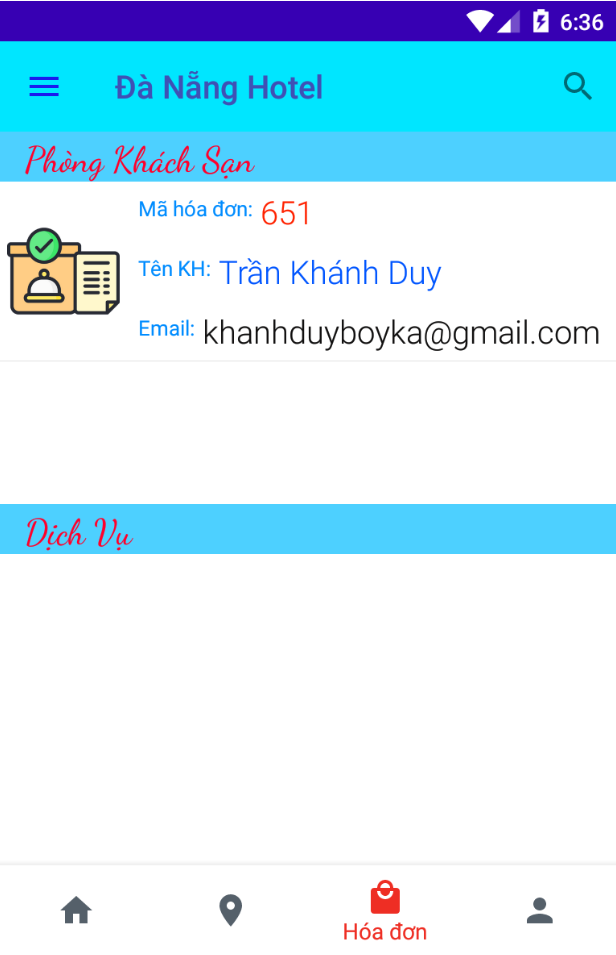 6:36
Đà Nẵng Hotel
Phòng Khách Sạn
Mã hóa đơn: 651
Tên KH: Trần Khánh Duy
Email: khanhduyboyka@gmail.com
Dịch Vụ
Hóa đơn